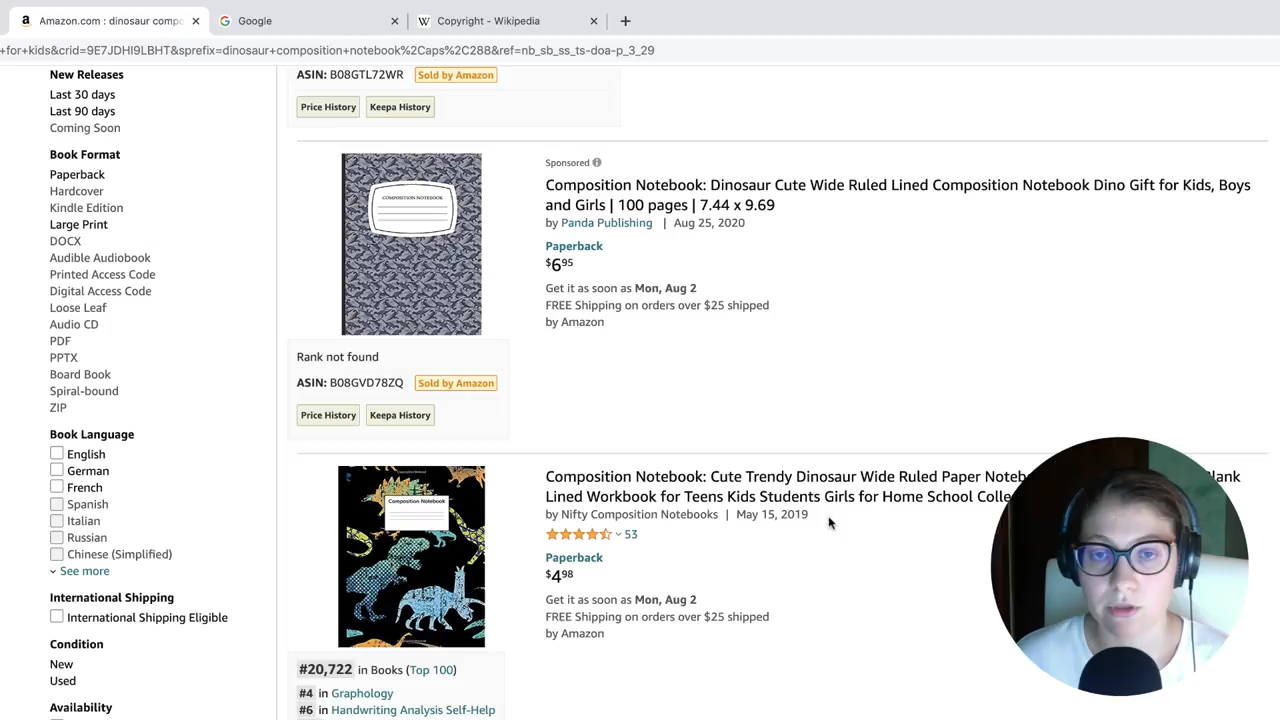 Amazon.com : dinosaur compo
Google
Copyright - Wikipedia
+for+kids&crid=9E7JDHI9LBHT&sprefix=dinosaur+composition+notebook%2Caps%2C288&ref=nb_sb_ss_ts-doa-p_3_29
New Releases
Last 30 days
Last 90 days
Coming Soon
Book Format
Paperback
Hardcover
Kindle Edition
Large Print
DOCX
Audible Audiobook
Printed Access Code
Digital Access Code
Loose Leaf
Audio CD
PDF
PPTX
Board Book
Spiral-bound
ZIP
Book Language
English
German
French
Spanish
Italian
Russian
Chinese (Simplified)
See more
International Shipping
International Shipping Eligible
Condition
New
Used
Availability
ASIN: B08GTL72WR Sold by Amazon
Price History Keepa History
COMPOSITION NOTEBOOK
Sponsored
Composition Notebook: Dinosaur Cute Wide Ruled Lined Composition Notebook Dino Gift for Kids, Boys
and Girls | 100 pages | 7.44 x 9.69
by Panda Publishing | Aug 25, 2020
Paperback
$695
Get it as soon as Mon, Aug 2
FREE Shipping on orders over $25 shipped
by Amazon
Rank not found
ASIN: B08GVD78ZQ Sold by Amazon
Price History Keepa History
Composition Notebook
Composition Notebook: Cute Trendy Dinosaur Wide Ruled Paper Noteb lank
Lined Workbook for Teens Kids Students Girls for Home School Colle
by Nifty Composition Notebooks | May 15, 2019
53
Paperback
$498
Get it as soon as Mon, Aug 2
FREE Shipping on orders over $25 shipped
by Amazon
#20,722 in Books (Top 100)
#4 in Graphology
#6 in Handwriting Analysis Self-Help